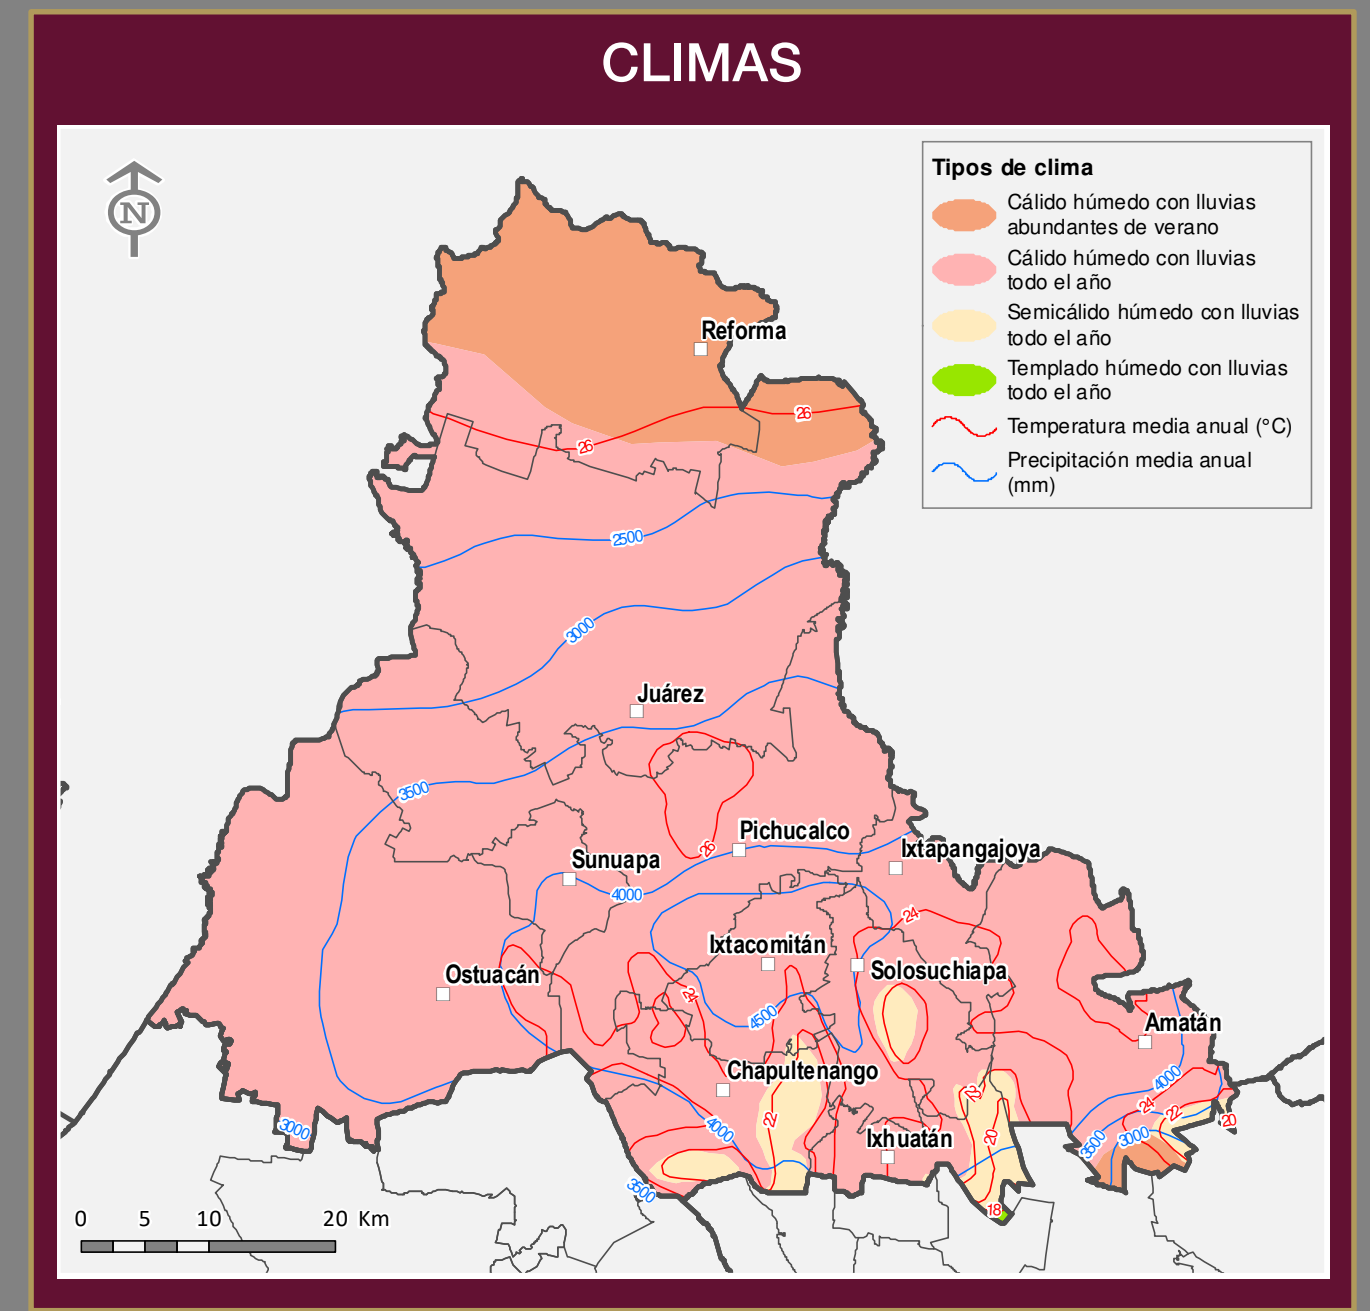 CLIMAS
N
Tipos de clima
Cálido húmedo con lluvias
abundantes de verano
Cálido húmedo con lluvias
todo el año
Semicálido húmedo con lluvias
todo el año
Templado húmedo con lluvias
todo el año
Temperatura media anual (°C)
Precipitación media anual
(mm)
Reforma
26
26
2500
3000
Juárez
3500
Pichucalco
26
Ixtapangajoya
Sunuapa
4000
24
Ixtacomitán
Solosuchiapa
Ostuacán
24
4500
Amatán
Chapultenango
4000
22
24
22
20
22
4000
3000
20
3500
3000
Ixhuatán
3500
18
0 5 10 20 Km